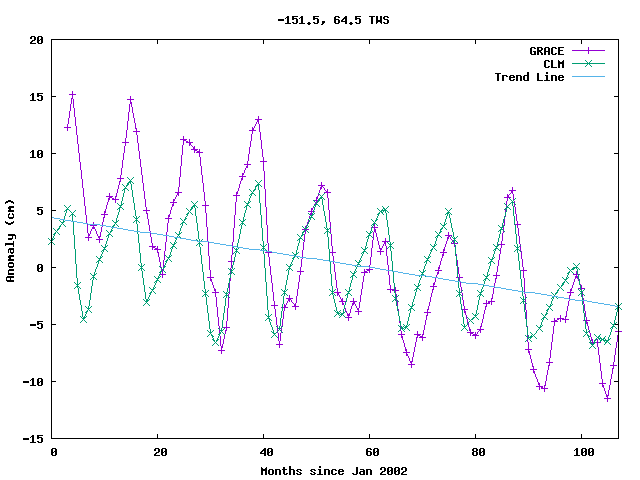 -151.5, 64.5 TWS
GRACE
CLM
Trend Line
Anomaly (cm)
20
15
10
5
0
-5
-10
-15
0 20 40 60 80 100
Months since Jan 2002